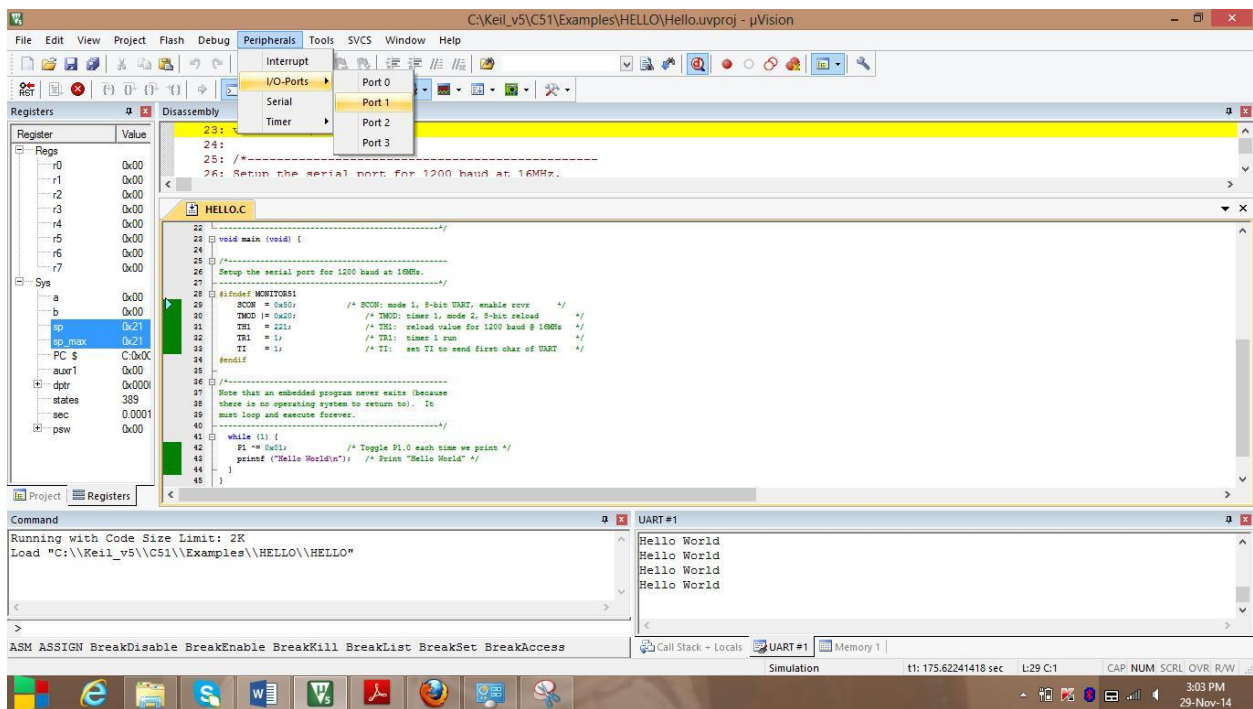 C:\Keil_v5\C51\Examples\HELLO\Hello.uvproj - µVision
File Edit View Project Flash Debug Peripherals Tools SVCS Window Help
Interrupt
I/O-Ports
Serial
Timer
Port 0
Port 1
Port 2
Port 3
RST
Registers
Register Value
Regs
r0 0x00
r1 0x00
r2 0x00
r3 0x00
r4 0x00
r5 0x00
r6 0x00
r7 0x00
Sys
a 0x00
b 0x00
sp 0x21
sp_max 0x21
PC $ C:0x0C
auxr1 0x00
dptr 0x000
states 389
sec 0.0001
psw 0x00
Project Registers
Disassembly
23:
24:
25: /*------------------------------------------------
26: Setup the serial port for 1200 baud at 16MHz.
HELLO.C
22 ------------------------------------------------*/
23 void main (void) {
24
25 /*------------------------------------------------
26 Setup the serial port for 1200 baud at 16MHz.
27 ------------------------------------------------*/
28 #ifndef MONITOR51
29 SCON = 0x50; /* SCON: mode 1, 8-bit UART, enable rcvr */
30 TMOD |= 0x20; /* TMOD: timer 1, mode 2, 8-bit reload */
31 TH1 = 221; /* TH1: reload value for 1200 baud @ 16MHz */
32 TR1 = 1; /* TR1: timer 1 run */
33 TI = 1; /* TI: set TI to send first char of UART */
34 #endif
35
36 /*------------------------------------------------
37 Note that an embedded program never exits (because
38 there is no operating system to return to). It
39 must loop and execute forever.
40 ------------------------------------------------*/
41 while (1) {
42 P1 ^= 0x01; /* Toggle P1.0 each time we print */
43 printf ("Hello World\n"); /* Print "Hello World" */
44 }
45 }
Command
Running with Code Size Limit: 2K
Load "C:\\Keil_v5\\C51\\Examples\\HELLO\\HELLO"
>
ASM ASSIGN BreakDisable BreakEnable BreakKill BreakList BreakSet BreakAccess
UART #1
Hello World
Hello World
Hello World
Hello World
Call Stack + Locals UART #1 Memory 1
Simulation t1: 175.62241418 sec L:29 C:1 CAP NUM SCRL OVR R/W
3:03 PM
29-Nov-14